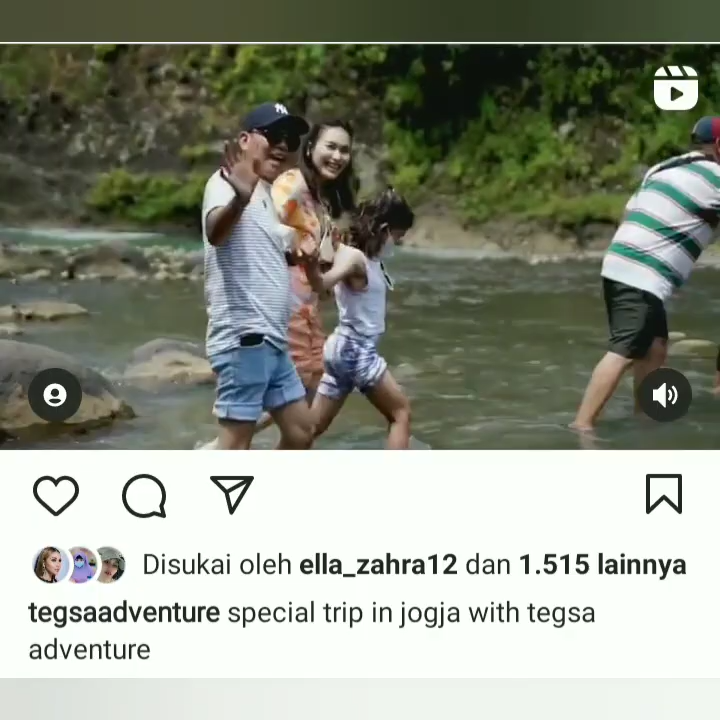 Disukai oleh ella_zahra12 dan 1.515 lainnya
tegsaadventure special trip in jogja with tegsa
adventure